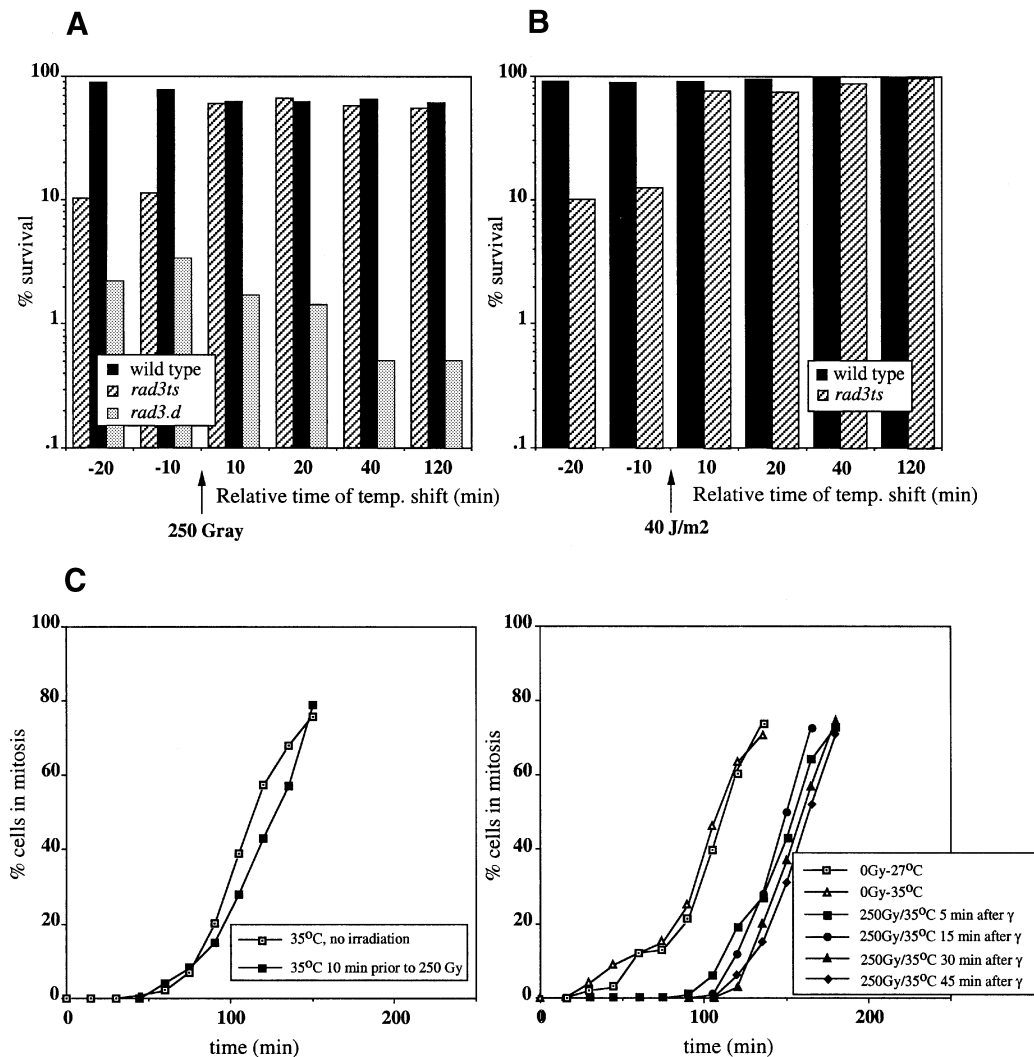 A
% survival
100
10
1
.1
wild type
rad3ts
rad3.d
-20 -10 10 20 40 120
Relative time of temp. shift (min)
250 Gray
B
% survival
100
10
1
.1
wild type
rad3ts
-20 -10 10 20 40 120
Relative time of temp. shift (min)
40 J/m2
C
% cells in mitosis
100
80
60
40
20
0
35ºC, no irradiation
35ºC 10 min prior to 250 Gy
0 100 200
time (min)
% cells in mitosis
100
80
60
40
20
0
0Gy-27ºC
0Gy-35ºC
250Gy/35ºC 5 min after γ
250Gy/35ºC 15 min after γ
250Gy/35ºC 30 min after γ
250Gy/35ºC 45 min after γ
0 100 200
time (min)